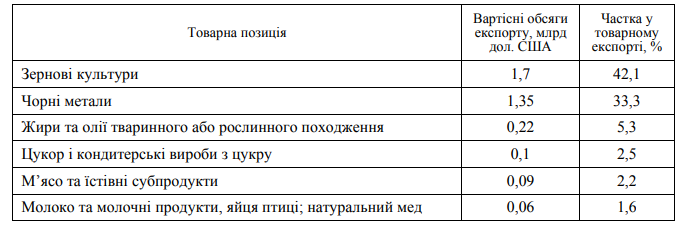 Товарна позиція
Вартісні обсяги
експорту, млрд
дол. США
Частка у
товарному
експорті, %
Зернові культури 1,7 42,1
Чорні метали 1,35 33,3
Жири та олії тваринного або рослинного походження 0,22 5,3
Цукор і кондитерські вироби з цукру 0,1 2,5
М’ясо та їстівні субпродукти 0,09 2,2
Молоко та молочні продукти, яйця птиці; натуральний мед 0,06 1,6